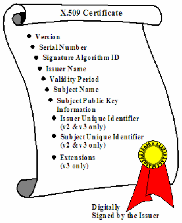 X.509 Certificate
Version
Serial Number
Signature Algorithm ID
Issuer Name
Validity Period
Subject Name
Subject Public Key
Information
Issuer Unique Identifier
(v2 & v3 only)
Subject Unique Identifier
(v2 & v3 only)
Extensions
(v3 only)
Digitally
Signed by the Issuer